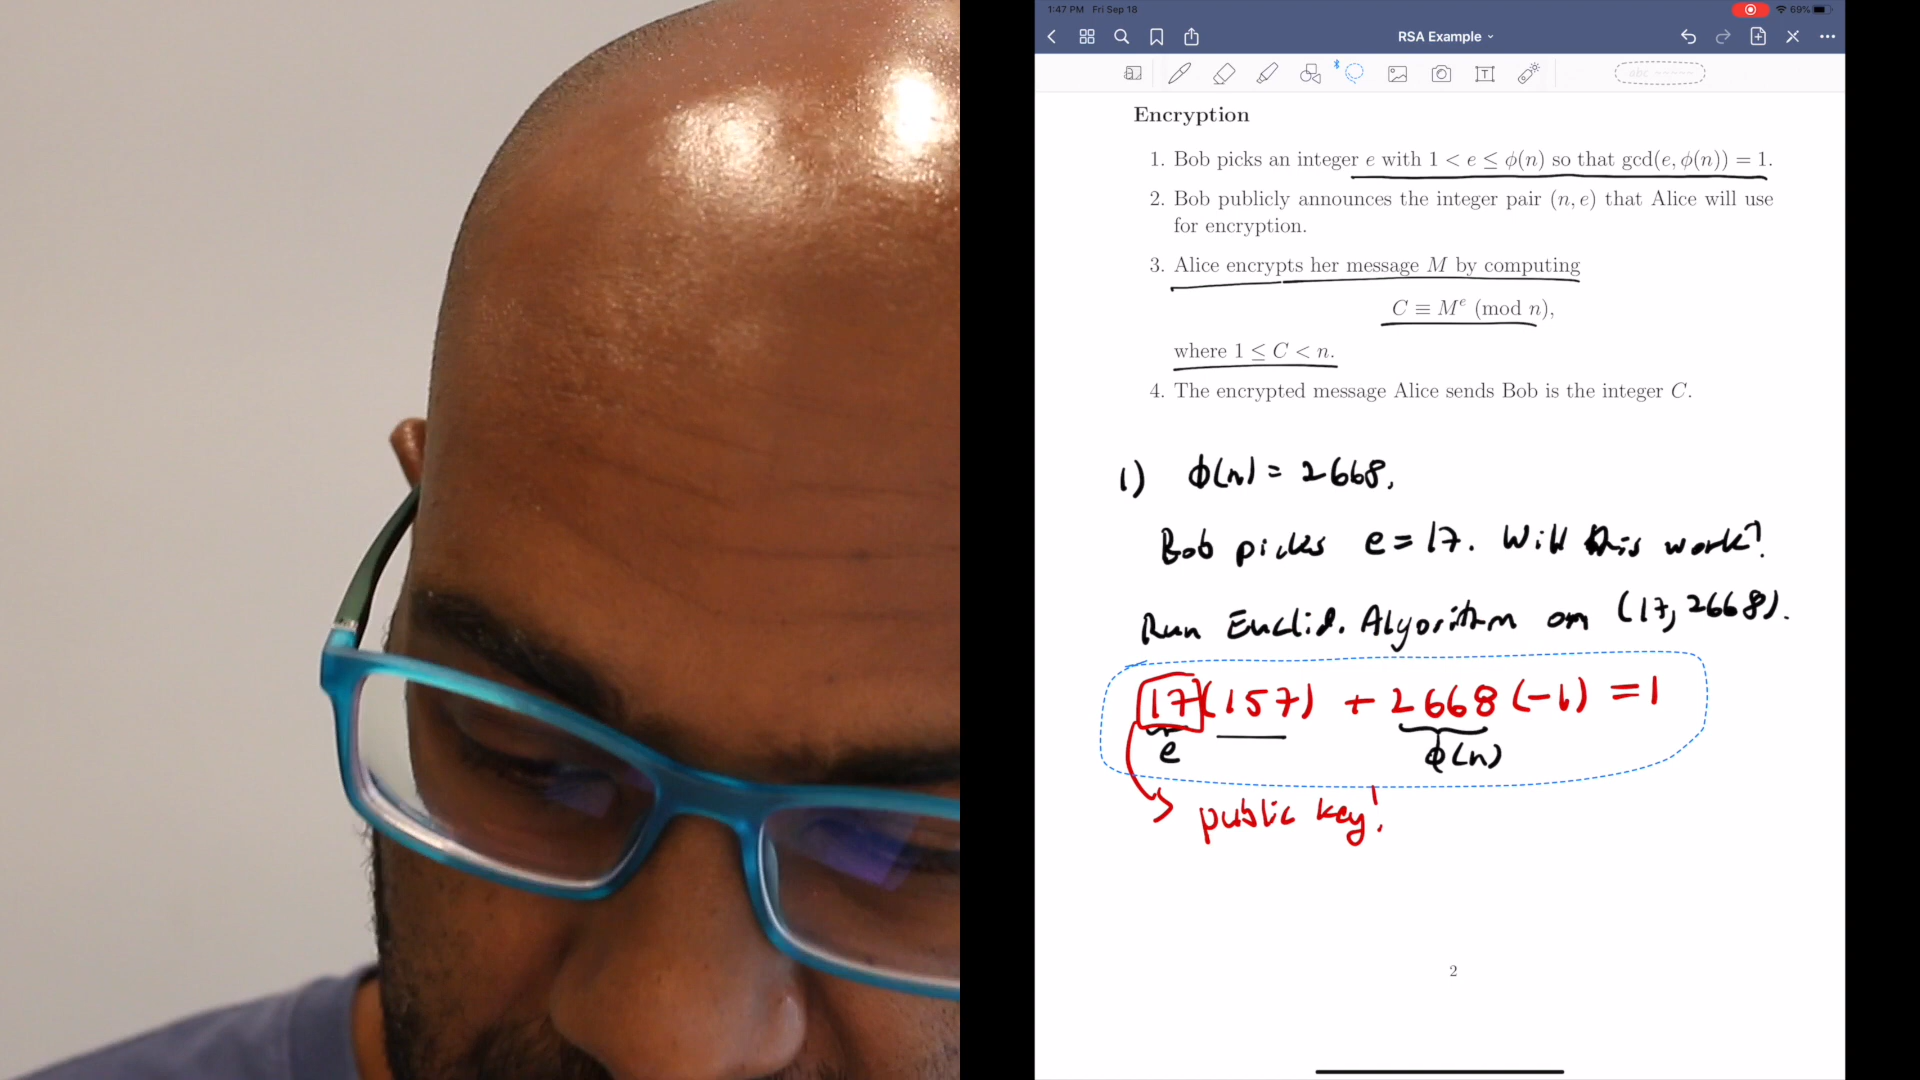 1:47 PM Fri Sep 18
69%
RSA Example
Encryption
1. Bob picks an integer e with 1 < e ≤ ϕ(n) so that gcd(e, ϕ(n)) = 1.
2. Bob publicly announces the integer pair (n, e) that Alice will use
for encryption.
3. Alice encrypts her message M by computing
C ≡ Mᵉ (mod n),
where 1 ≤ C < n.
4. The encrypted message Alice sends Bob is the integer C.
1) ϕ(n) = 2668.
Bob picks e = 17. Will this work?
Run Euclid. Algorithm on (17, 2668).
17(157) + 2668(-1) = 1
e ϕ(n)
public key!
2